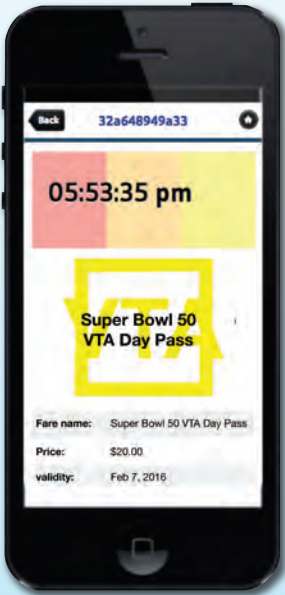 Back 32a648949a33
05:53:35 pm
VTA
Super Bowl 50
VTA Day Pass
Fare name: Super Bowl 50 VTA Day Pass
Price: $20.00
validity: Feb 7, 2016